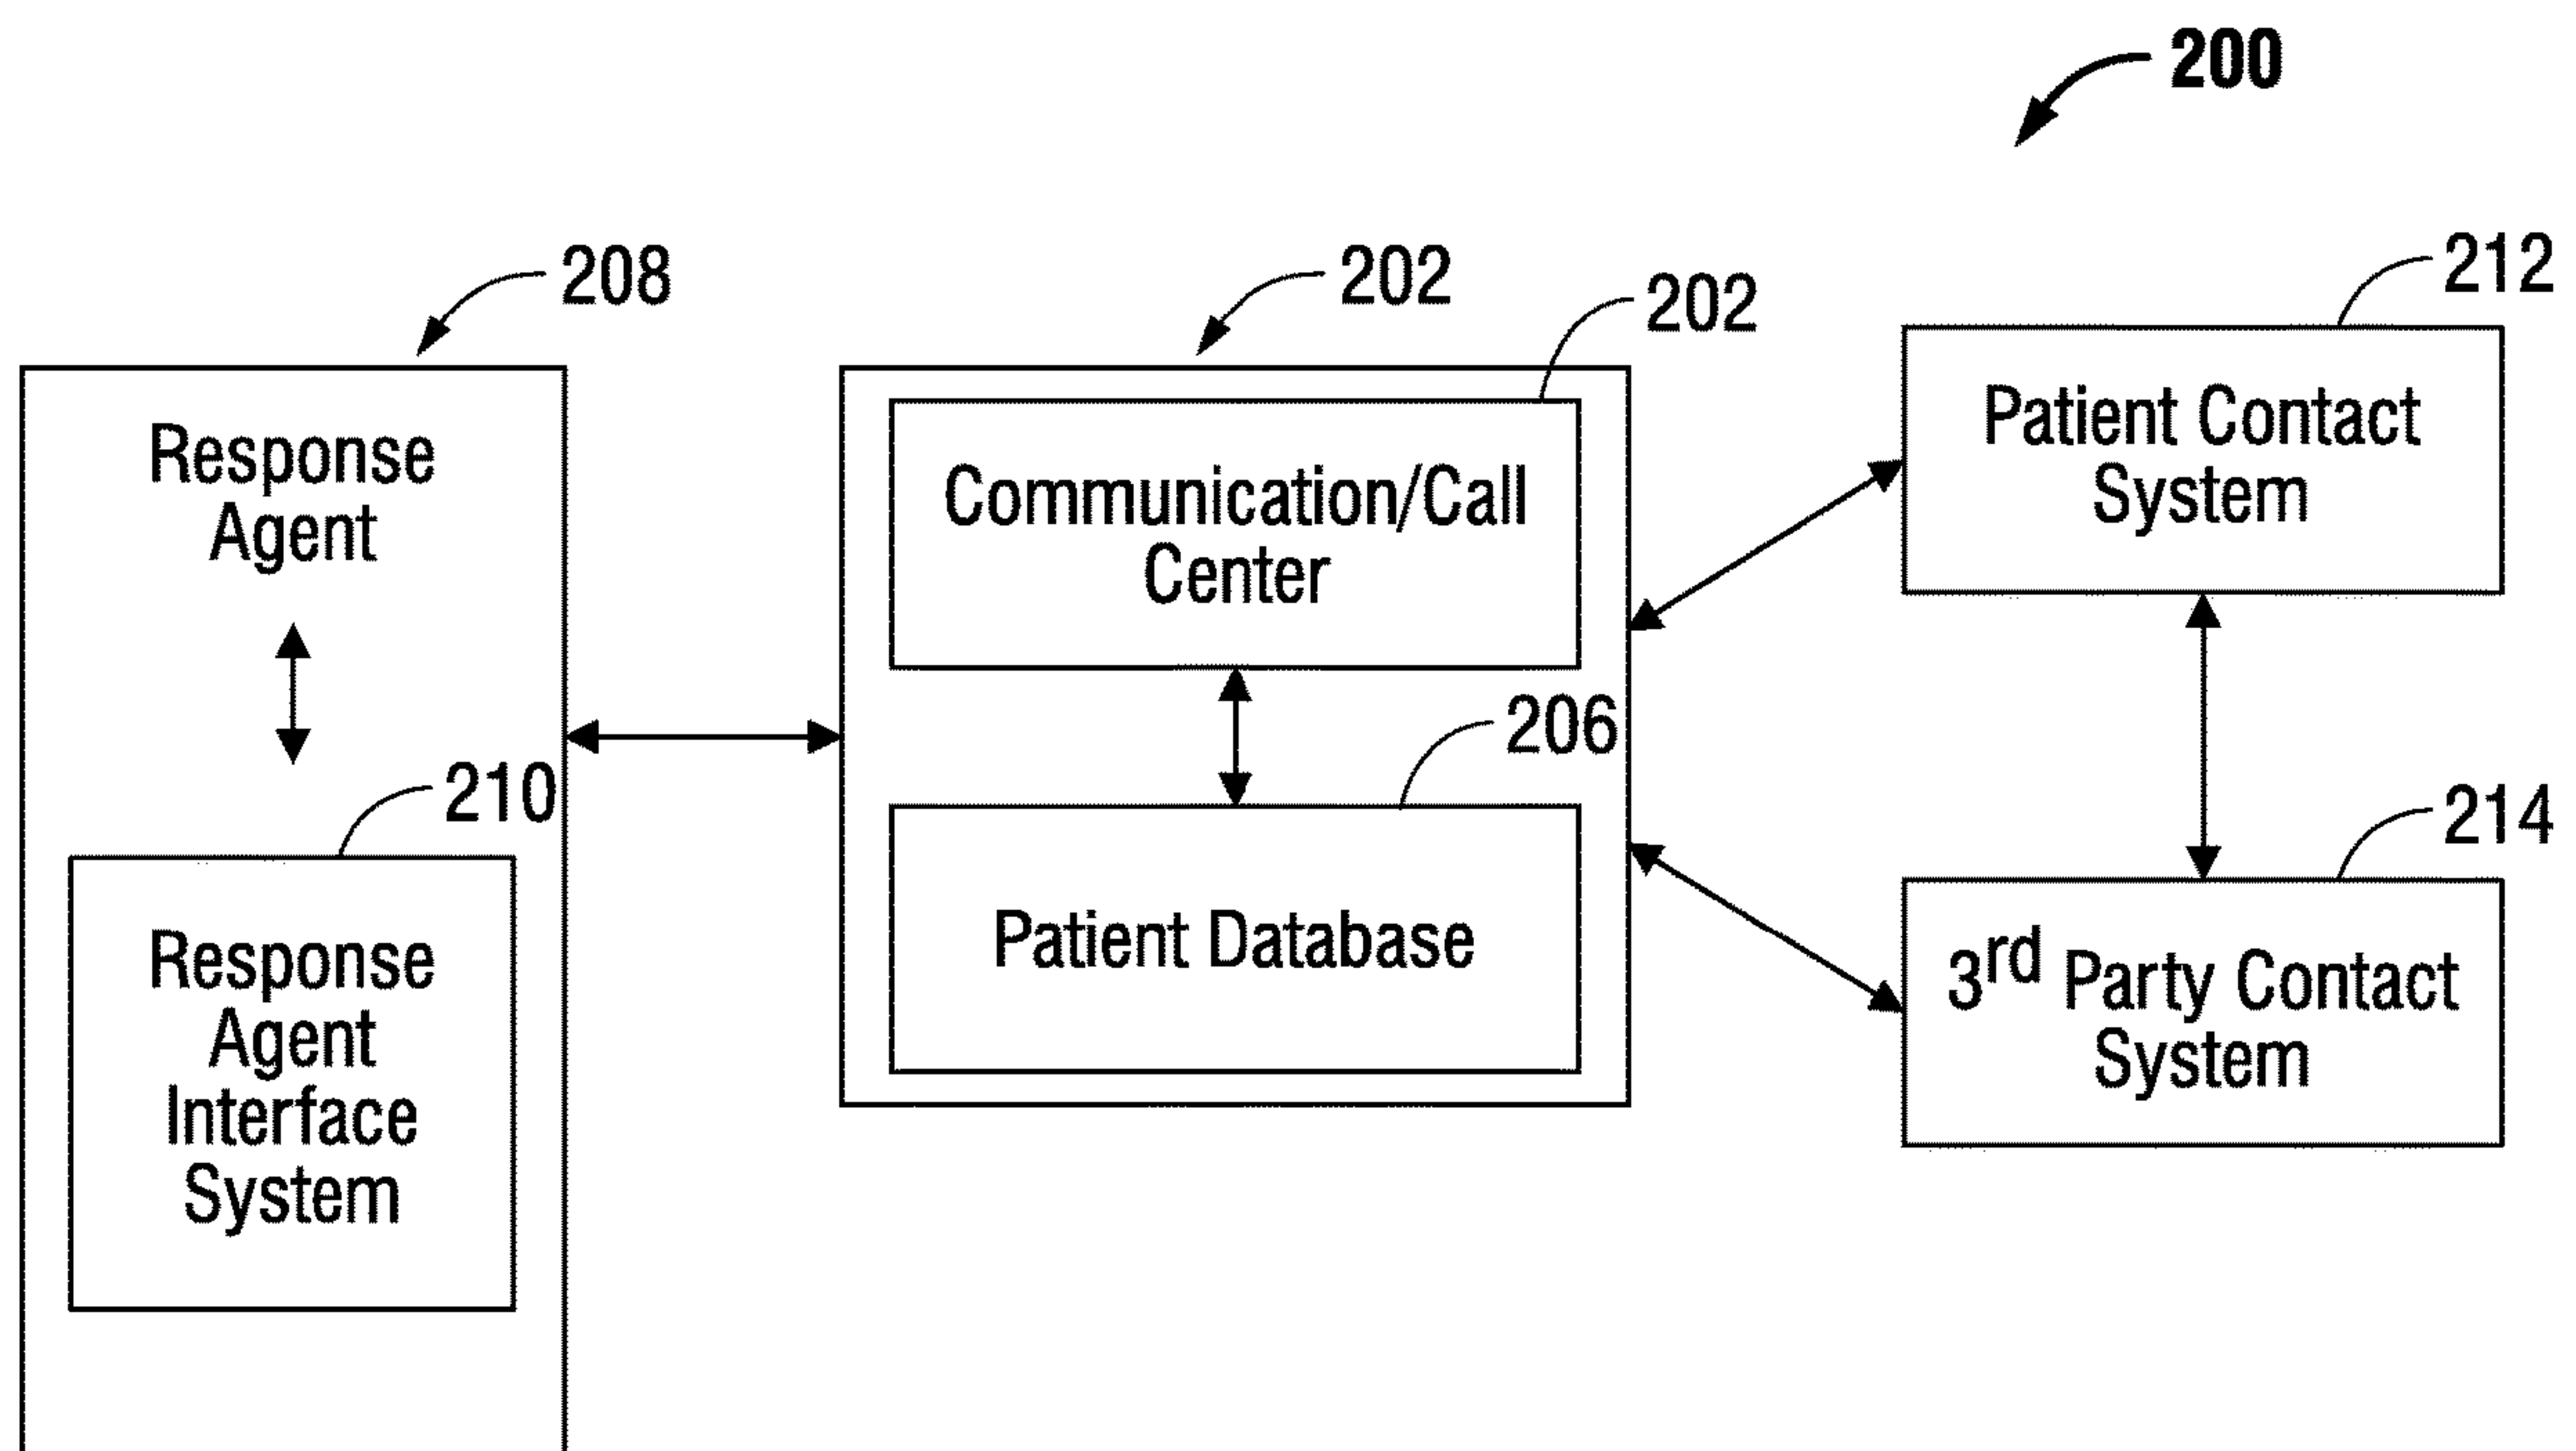 200
208
202
202
212
Response
Agent
Communication/Call
Center
Patient Contact
System
206
210
214
Response
Agent
Interface
System
Patient Database
3rd Party Contact
System